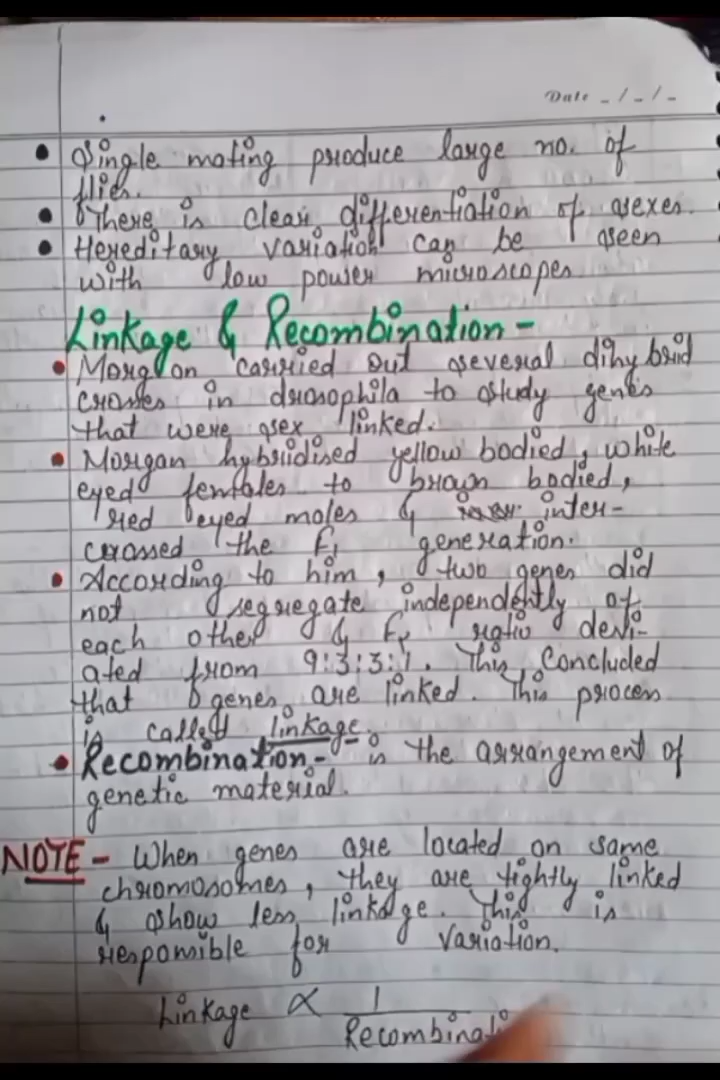 Date _ / _ / _
• Single mating produce large no. of
flies.
• There is clear differentiation of sexes.
• Hereditary variation can be seen
with low power microscopes
Linkage & Recombination -
• Morgan carried out several dihybrid
crosses in drosophila to study genes
that were sex linked.
• Morgan hybridised yellow bodied, white
eyed females to brown bodied,
red eyed males & inter-
crossed the F1 generation.
• According to him, two genes did
not segregate independently of
each other & F2 ratio devi-
ated from 9:3:3:1. This concluded
that genes are linked. This process
is called linkage.
• Recombination - is the arrangement of
genetic material.
NOTE - When genes are located on same
chromosomes, they are tightly linked
& show less linkage. This is
responsible for variation.
Linkage ∝ 1
Recombinati